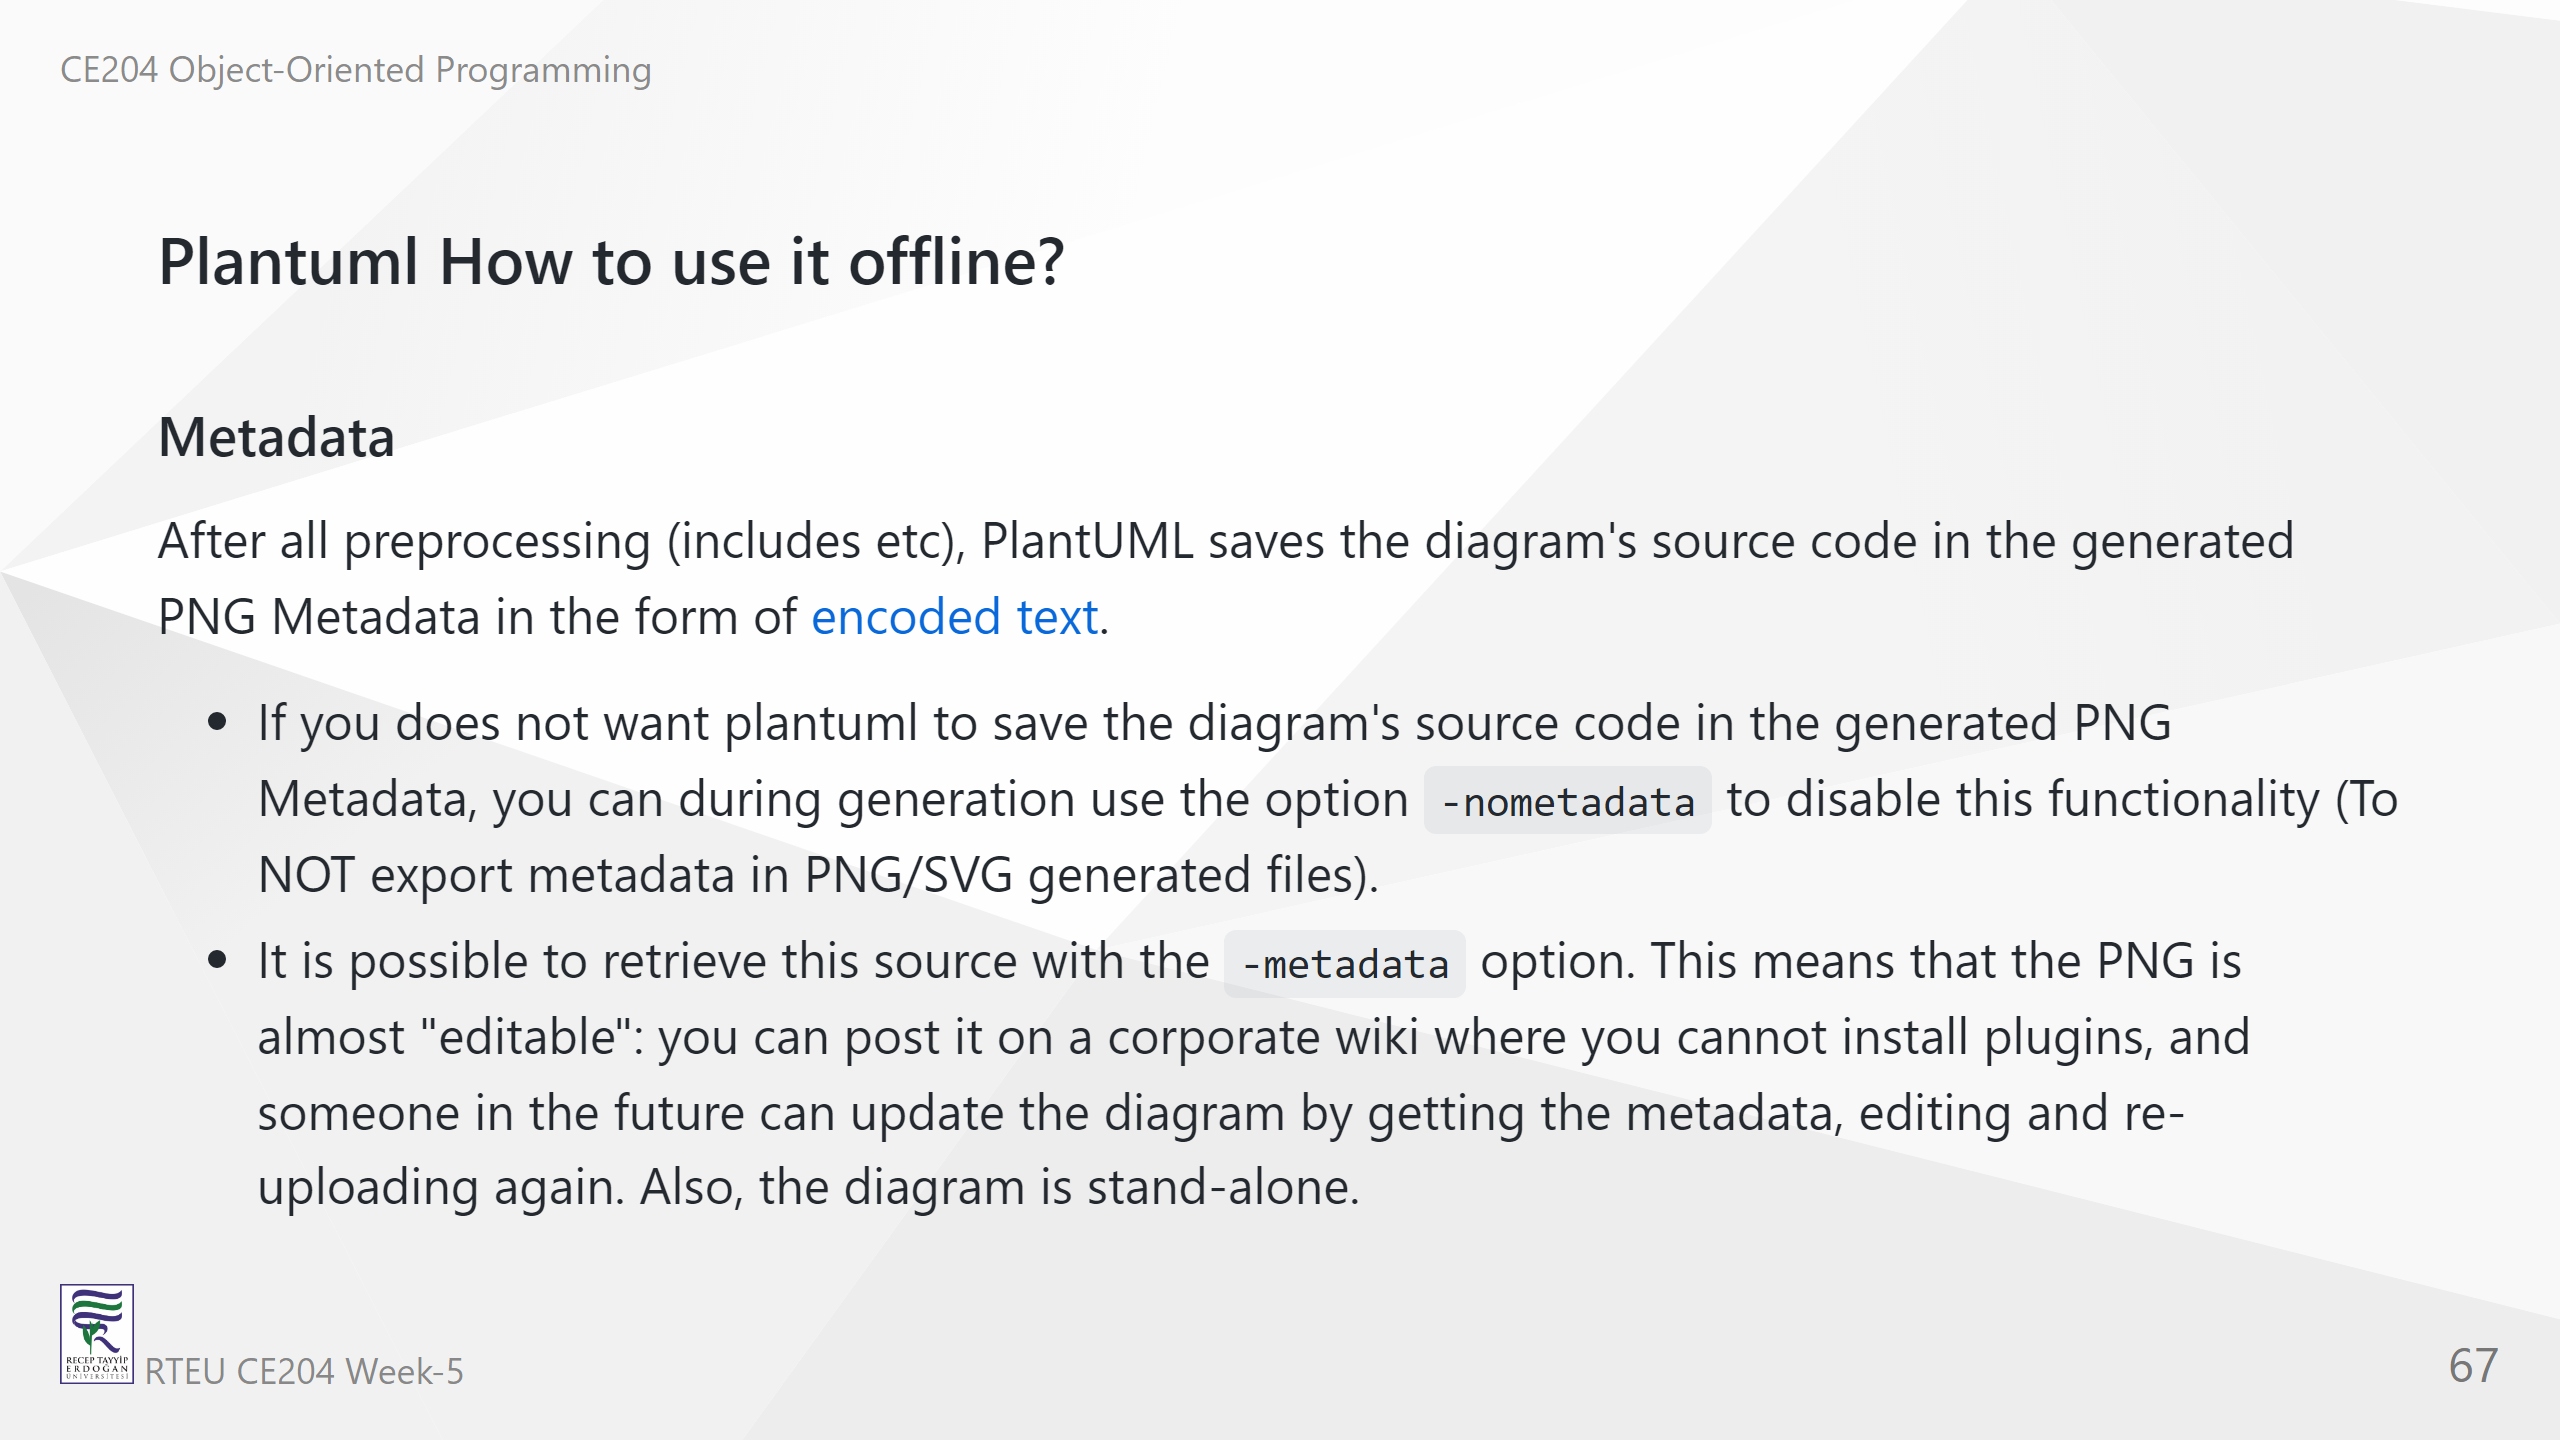 CE204 Object-Oriented Programming
Plantuml How to use it offline?
Metadata
After all preprocessing (includes etc), PlantUML saves the diagram's source code in the generated
PNG Metadata in the form of encoded text.
• If you does not want plantuml to save the diagram's source code in the generated PNG
Metadata, you can during generation use the option -nometadata to disable this functionality (To
NOT export metadata in PNG/SVG generated files).
• It is possible to retrieve this source with the -metadata option. This means that the PNG is
almost "editable": you can post it on a corporate wiki where you cannot install plugins, and
someone in the future can update the diagram by getting the metadata, editing and re-
uploading again. Also, the diagram is stand-alone.
RECEP TAYYİP
ERDOĞAN
ÜNİVERSİTESİ
RTEU CE204 Week-5
67